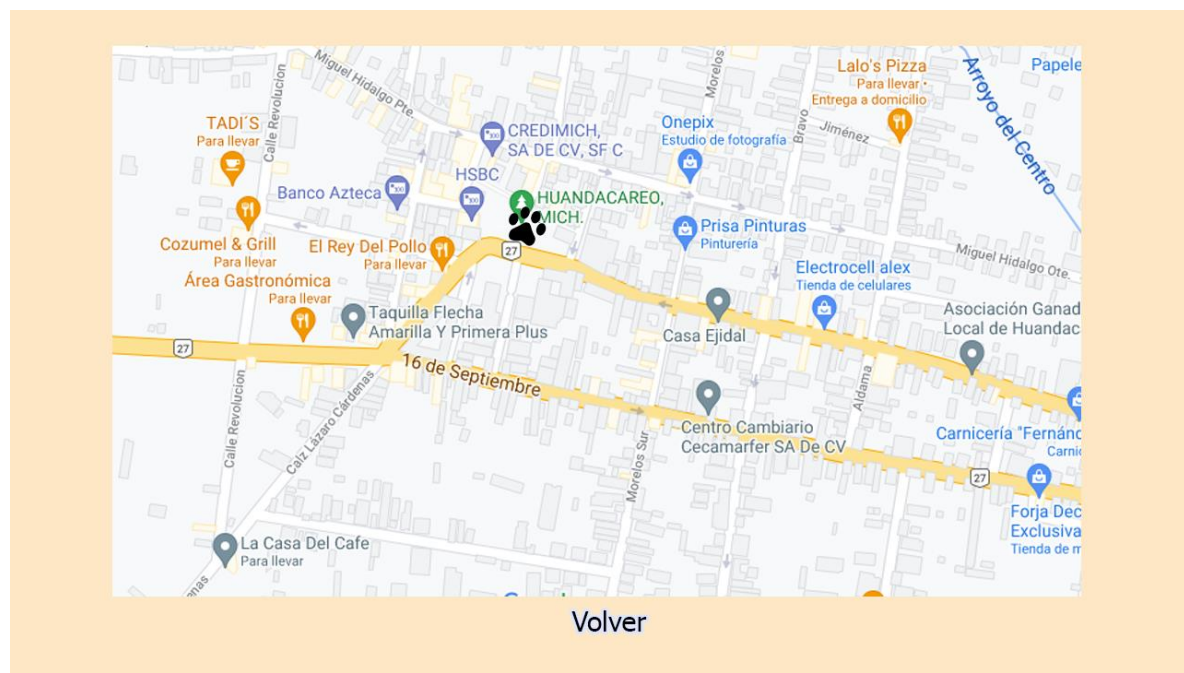 Miguel Hidalgo Pte.
Morelos
Lalo's Pizza
Para llevar •
Entrega a domicilio
Papele
Arroyo del Centro
TADI´S
Para llevar
Calle Revolucion
CREDIMICH,
SA DE CV, SF C
Onepix
Estudio de fotografía
Bravo
Jiménez
HSBC
Banco Azteca
HUANDACAREO,
MICH.
Prisa Pinturas
Pinturería
Cozumel & Grill
Para llevar
El Rey Del Pollo
Para llevar
27
Miguel Hidalgo Ote.
Área Gastronómica
Para llevar
Electrocell alex
Tienda de celulares
Taquilla Flecha
Amarilla Y Primera Plus
Casa Ejidal
Asociación Ganad
Local de Huandac
27
16 de Septiembre
Calle Revolucion
Calz Lázaro Cárdenas
Aldama
Centro Cambiario
Cecamarfer SA De CV
Carnicería "Fernánd
Carnic
Morelos Sur
27
Forja Dec
Exclusiva
Tienda de m
La Casa Del Cafe
Para llevar
enas
Volver